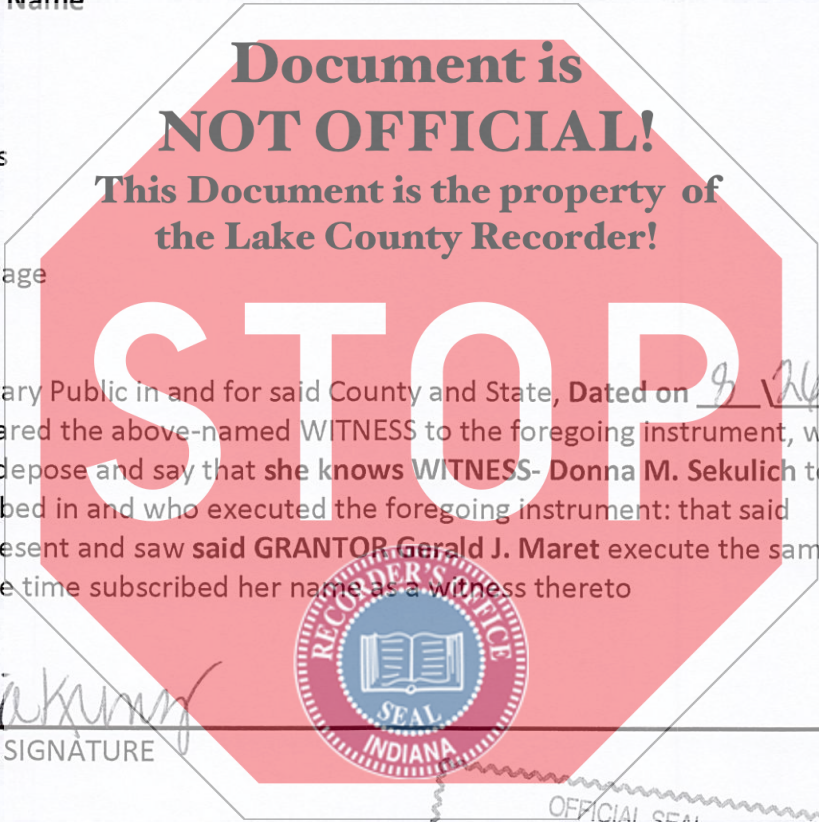 Name
Document is
NOT OFFICIAL!
This Document is the property of
the Lake County Recorder!
s
age
STOP
ary Public in and for said County and State, Dated on 8 \26
ared the above-named WITNESS to the foregoing instrument, w
depose and say that she knows WITNESS- Donna M. Sekulich to
bed in and who executed the foregoing instrument: that said
esent and saw said GRANTOR Gerald J. Maret execute the sam
e time subscribed her name as a witness thereto
RECORDER'S OFFICE
SEAL
INDIANA
SIGNATURE
OFFICIAL SEAL